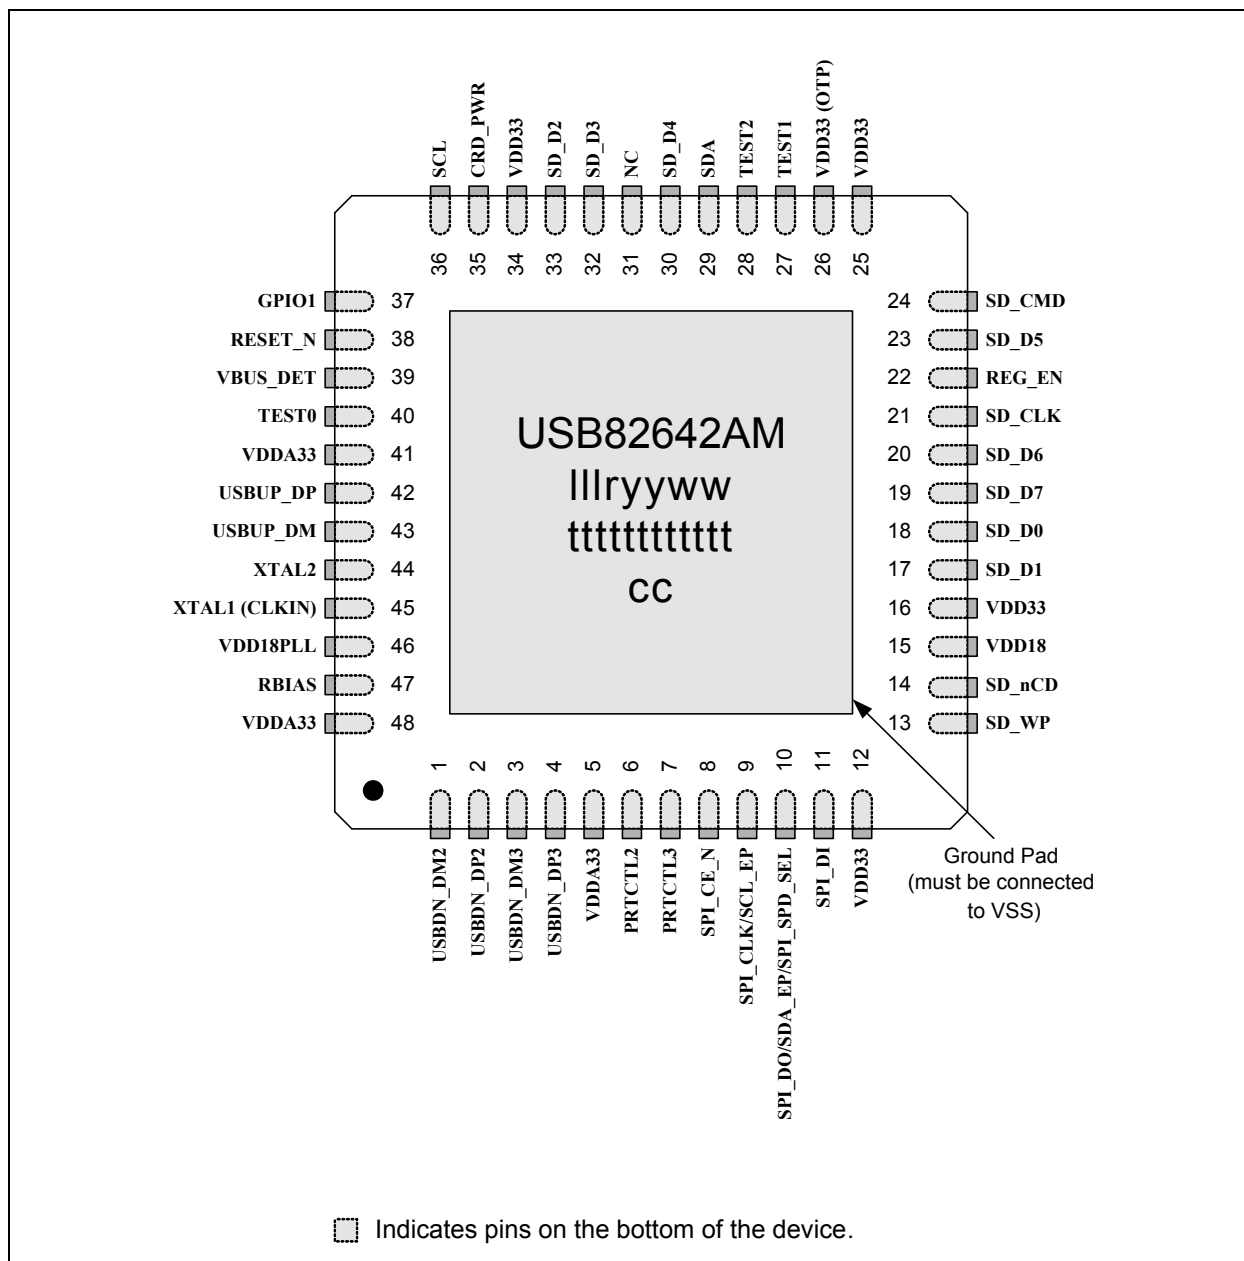 SCL
CRD_PWR
VDD33
SD_D2
SD_D3
NC
SD_D4
SDA
TEST2
TEST1
VDD33 (OTP)
VDD33
36
35
34
33
32
31
30
29
28
27
26
25
GPIO1 37
RESET_N 38
VBUS_DET 39
TEST0 40
VDDA33 41
USBUP_DP 42
USBUP_DM 43
XTAL2 44
XTAL1 (CLKIN) 45
VDD18PLL 46
RBIAS 47
VDDA33 48
USB82642AM
lllryyww
tttttttttttt
cc
24 SD_CMD
23 SD_D5
22 REG_EN
21 SD_CLK
20 SD_D6
19 SD_D7
18 SD_D0
17 SD_D1
16 VDD33
15 VDD18
14 SD_nCD
13 SD_WP
1
2
3
4
5
6
7
8
9
10
11
12
USBDN_DM2
USBDN_DP2
USBDN_DM3
USBDN_DP3
VDDA33
PRTCTL2
PRTCTL3
SPI_CE_N
SPI_CLK/SCL_EP
SPI_DO/SDA_EP/SPI_SPD_SEL
SPI_DI
VDD33
Ground Pad
(must be connected
to VSS)
Indicates pins on the bottom of the device.